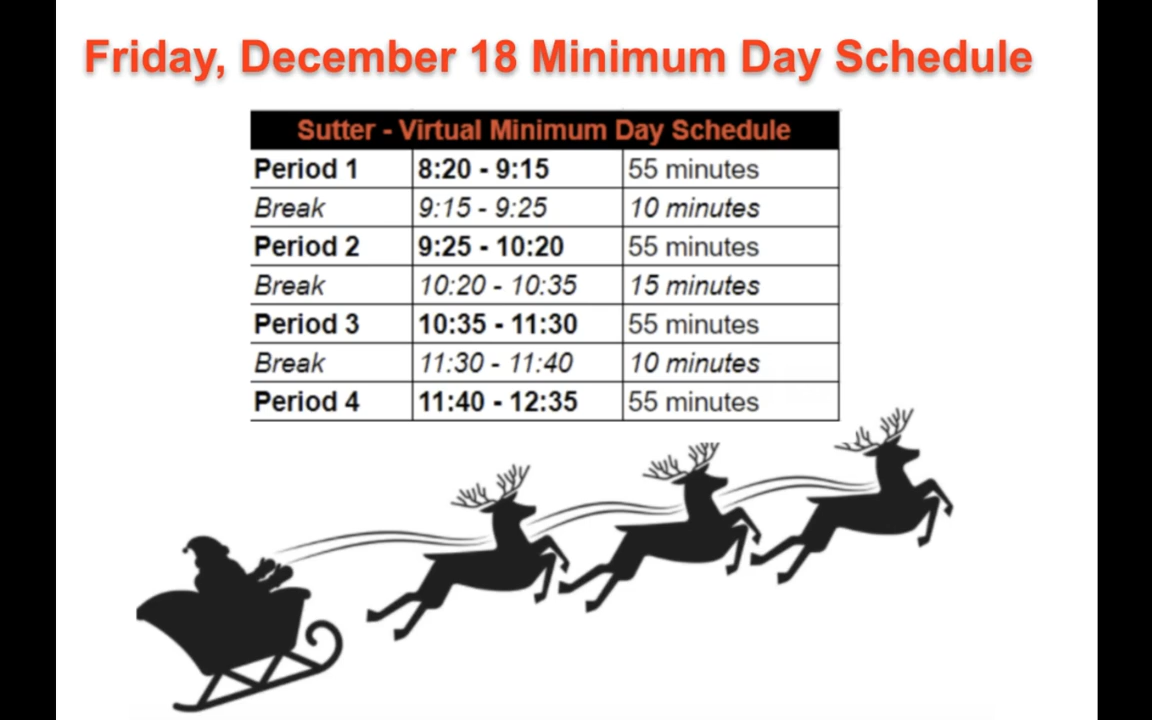 Friday, December 18 Minimum Day Schedule
Sutter - Virtual Minimum Day Schedule
Period 1 8:20 - 9:15 55 minutes
Break 9:15 - 9:25 10 minutes
Period 2 9:25 - 10:20 55 minutes
Break 10:20 - 10:35 15 minutes
Period 3 10:35 - 11:30 55 minutes
Break 11:30 - 11:40 10 minutes
Period 4 11:40 - 12:35 55 minutes